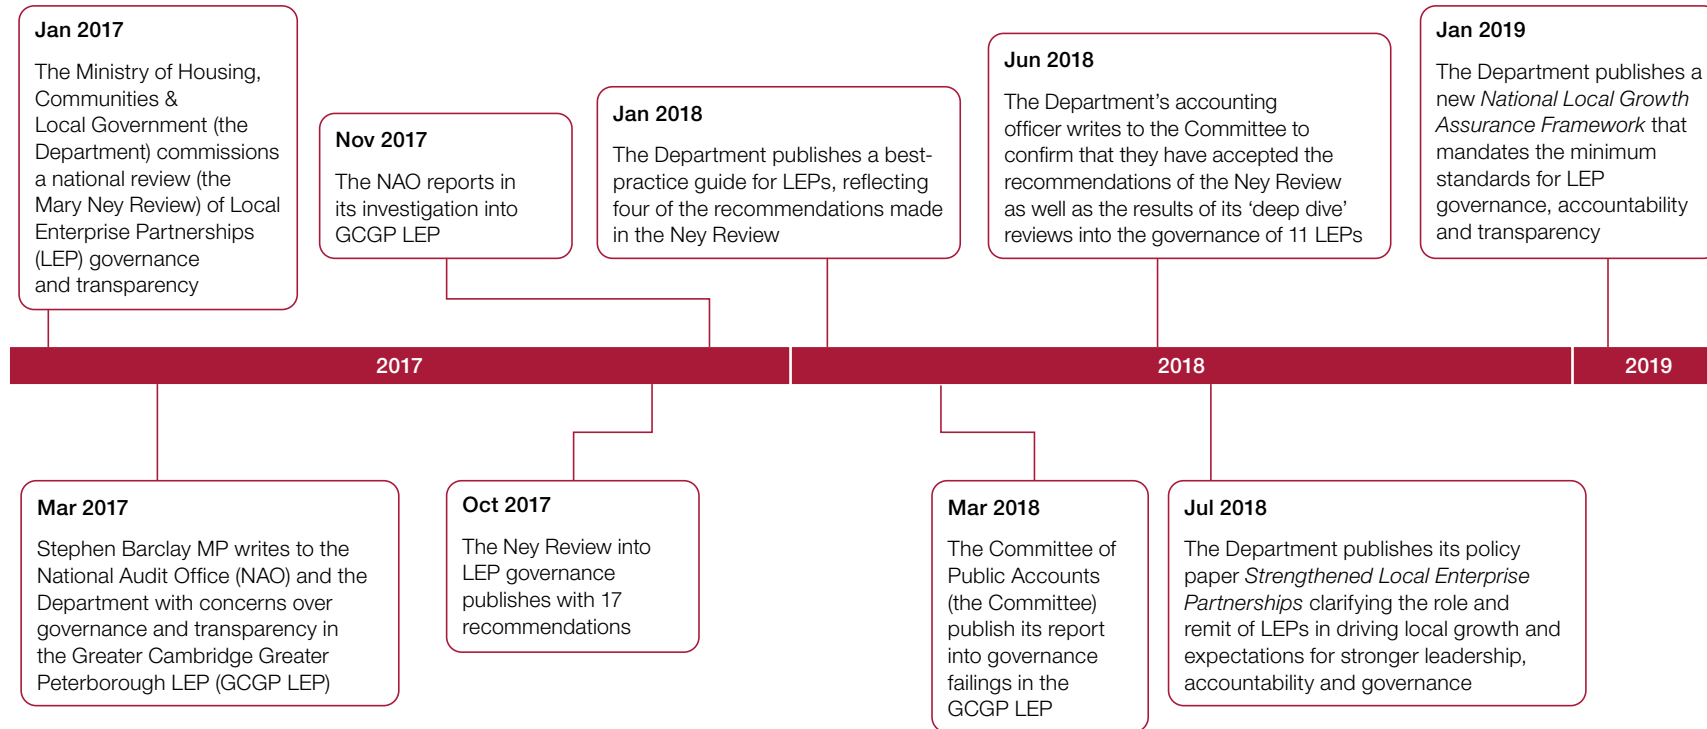 Jan 2017
The Ministry of Housing,
Communities &
Local Government (the
Department) commissions
a national review (the
Mary Ney Review) of Local
Enterprise Partnerships
(LEP) governance
and transparency
Nov 2017
The NAO reports in
its investigation into
GCGP LEP
Jan 2018
The Department publishes a best-
practice guide for LEPs, reflecting
four of the recommendations made
in the Ney Review
Jun 2018
The Department's accounting
officer writes to the Committee to
confirm that they have accepted the
recommendations of the Ney Review
as well as the results of its 'deep dive'
reviews into the governance of 11 LEPs
Jan 2019
The Department publishes a
new National Local Growth
Assurance Framework that
mandates the minimum
standards for LEP
governance, accountability
and transparency
2017
2018
2019
Mar 2017
Stephen Barclay MP writes to the
National Audit Office (NAO) and the
Department with concerns over
governance and transparency in
the Greater Cambridge Greater
Peterborough LEP (GCGP LEP)
Oct 2017
The Ney Review into
LEP governance
publishes with 17
recommendations
Mar 2018
The Committee of
Public Accounts
(the Committee)
publish its report
into governance
failings in the
GCGP LEP
Jul 2018
The Department publishes its policy
paper Strengthened Local Enterprise
Partnerships clarifying the role and
remit of LEPs in driving local growth and
expectations for stronger leadership,
accountability and governance